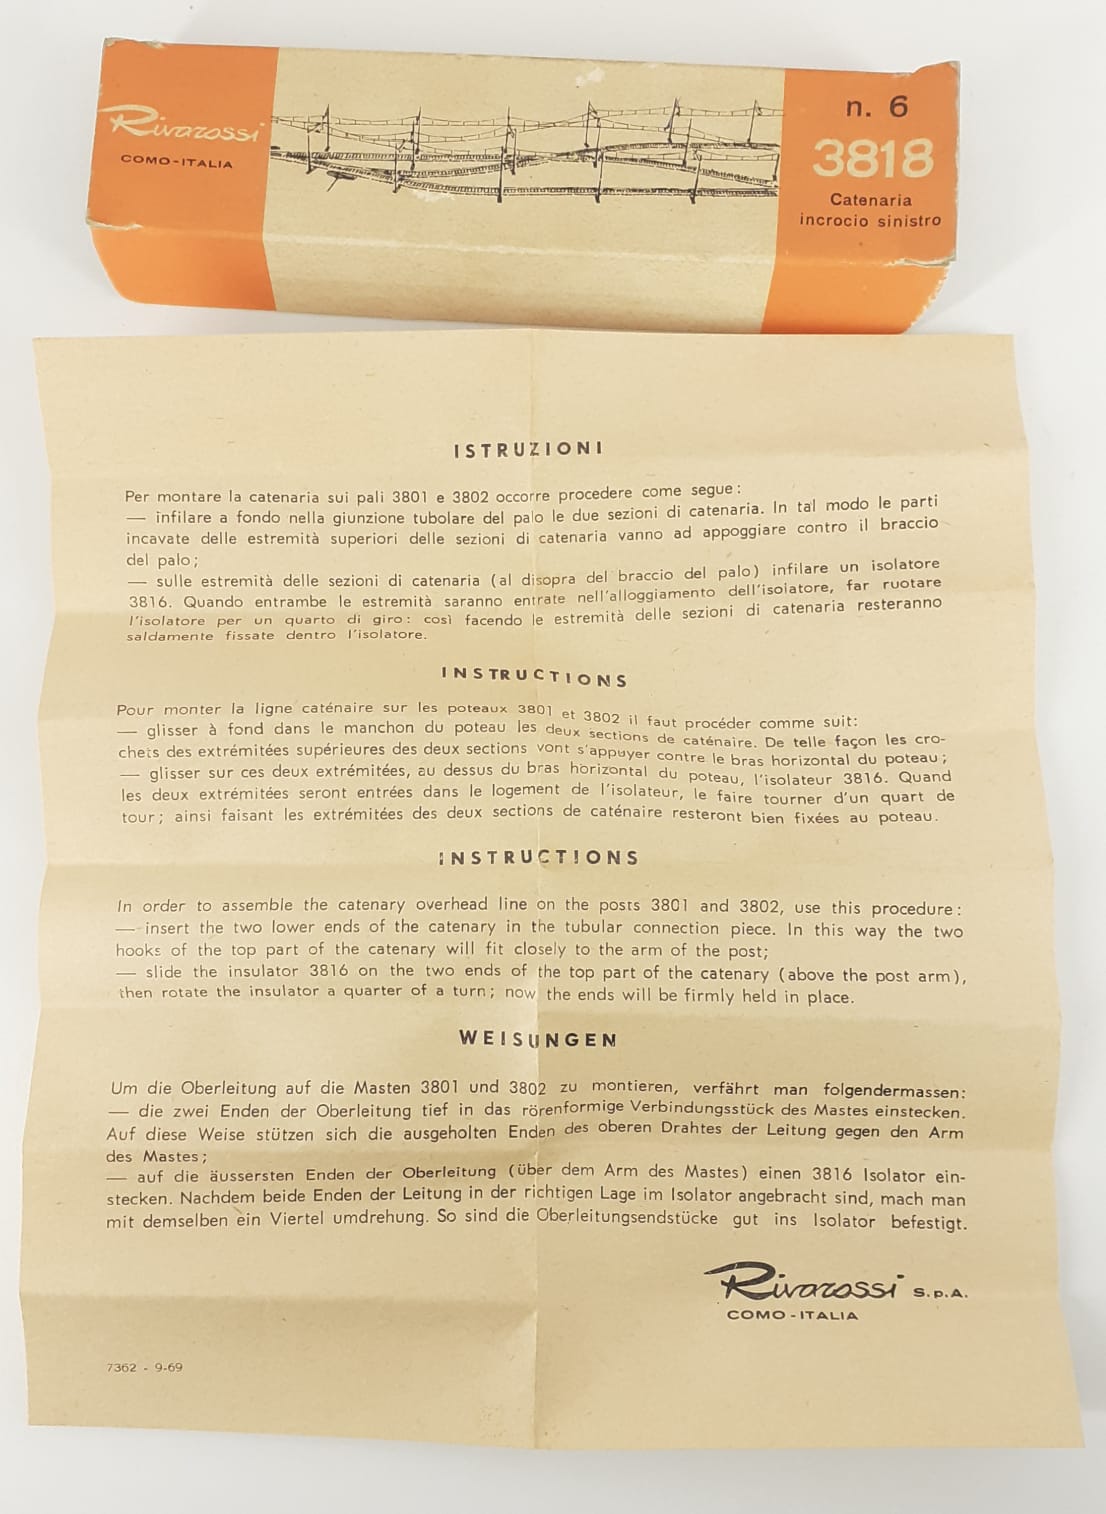 Rivarossi
COMO-ITALIA
n. 6
3818
Catenaria
incrocio sinistro
ISTRUZIONI
Per montare la catenaria sui pali 3801 e 3802 occorre procedere come segue:
— infilare a fondo nella giunzione tubolare del palo le due sezioni di catenaria. In tal modo le parti
incavate delle estremità superiori delle sezioni di catenaria vanno ad appoggiare contro il braccio
del palo;
— sulle estremità delle sezioni di catenaria (al disopra del braccio del palo) infilare un isolatore
3816. Quando entrambe le estremità saranno entrate nell'alloggiamento dell'isolatore, far ruotare
l'isolatore per un quarto di giro: così facendo le estremità delle sezioni di catenaria resteranno
saldamente fissate dentro l'isolatore.
INSTRUCTIONS
Pour monter la ligne caténaire sur les poteaux 3801 et 3802 il faut procéder comme suit:
— glisser à fond dans le manchon du poteau les deux sections de caténaire. De telle façon les cro-
chets des extrémitées supérieures des deux sections vont s'appuyer contre le bras horizontal du poteau;
— glisser sur ces deux extrémitées, au dessus du bras horizontal du poteau, l'isolateur 3816. Quand
les deux extrémitées seront entrées dans le logement de l'isolateur, le faire tourner d'un quart de
tour; ainsi faisant les extrémitées des deux sections de caténaire resteront bien fixées au poteau.
INSTRUCTIONS
In order to assemble the catenary overhead line on the posts 3801 and 3802, use this procedure:
— insert the two lower ends of the catenary in the tubular connection piece. In this way the two
hooks of the top part of the catenary will fit closely to the arm of the post;
— slide the insulator 3816 on the two ends of the top part of the catenary (above the post arm),
then rotate the insulator a quarter of a turn; now the ends will be firmly held in place.
WEISUNGEN
Um die Oberleitung auf die Masten 3801 und 3802 zu montieren, verfährt man folgendermassen:
— die zwei Enden der Oberleitung tief in das rörenformige Verbindungsstück des Mastes einstecken.
Auf diese Weise stützen sich die ausgeholten Enden des oberen Drahtes der Leitung gegen den Arm
des Mastes;
— auf die äussersten Enden der Oberleitung (über dem Arm des Mastes) einen 3816 Isolator ein-
stecken. Nachdem beide Enden der Leitung in der richtigen Lage im Isolator angebracht sind, mach man
mit demselben ein Viertel umdrehung. So sind die Oberleitungsendstücke gut ins Isolator befestigt.
Rivarossi S.p.A.
COMO-ITALIA
7362 - 9-69